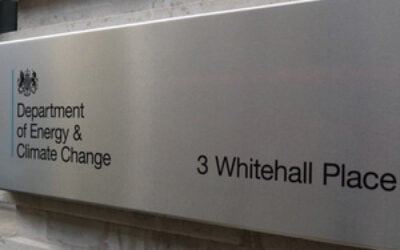 Department
of Energy &
Climate Change
3 Whitehall Place